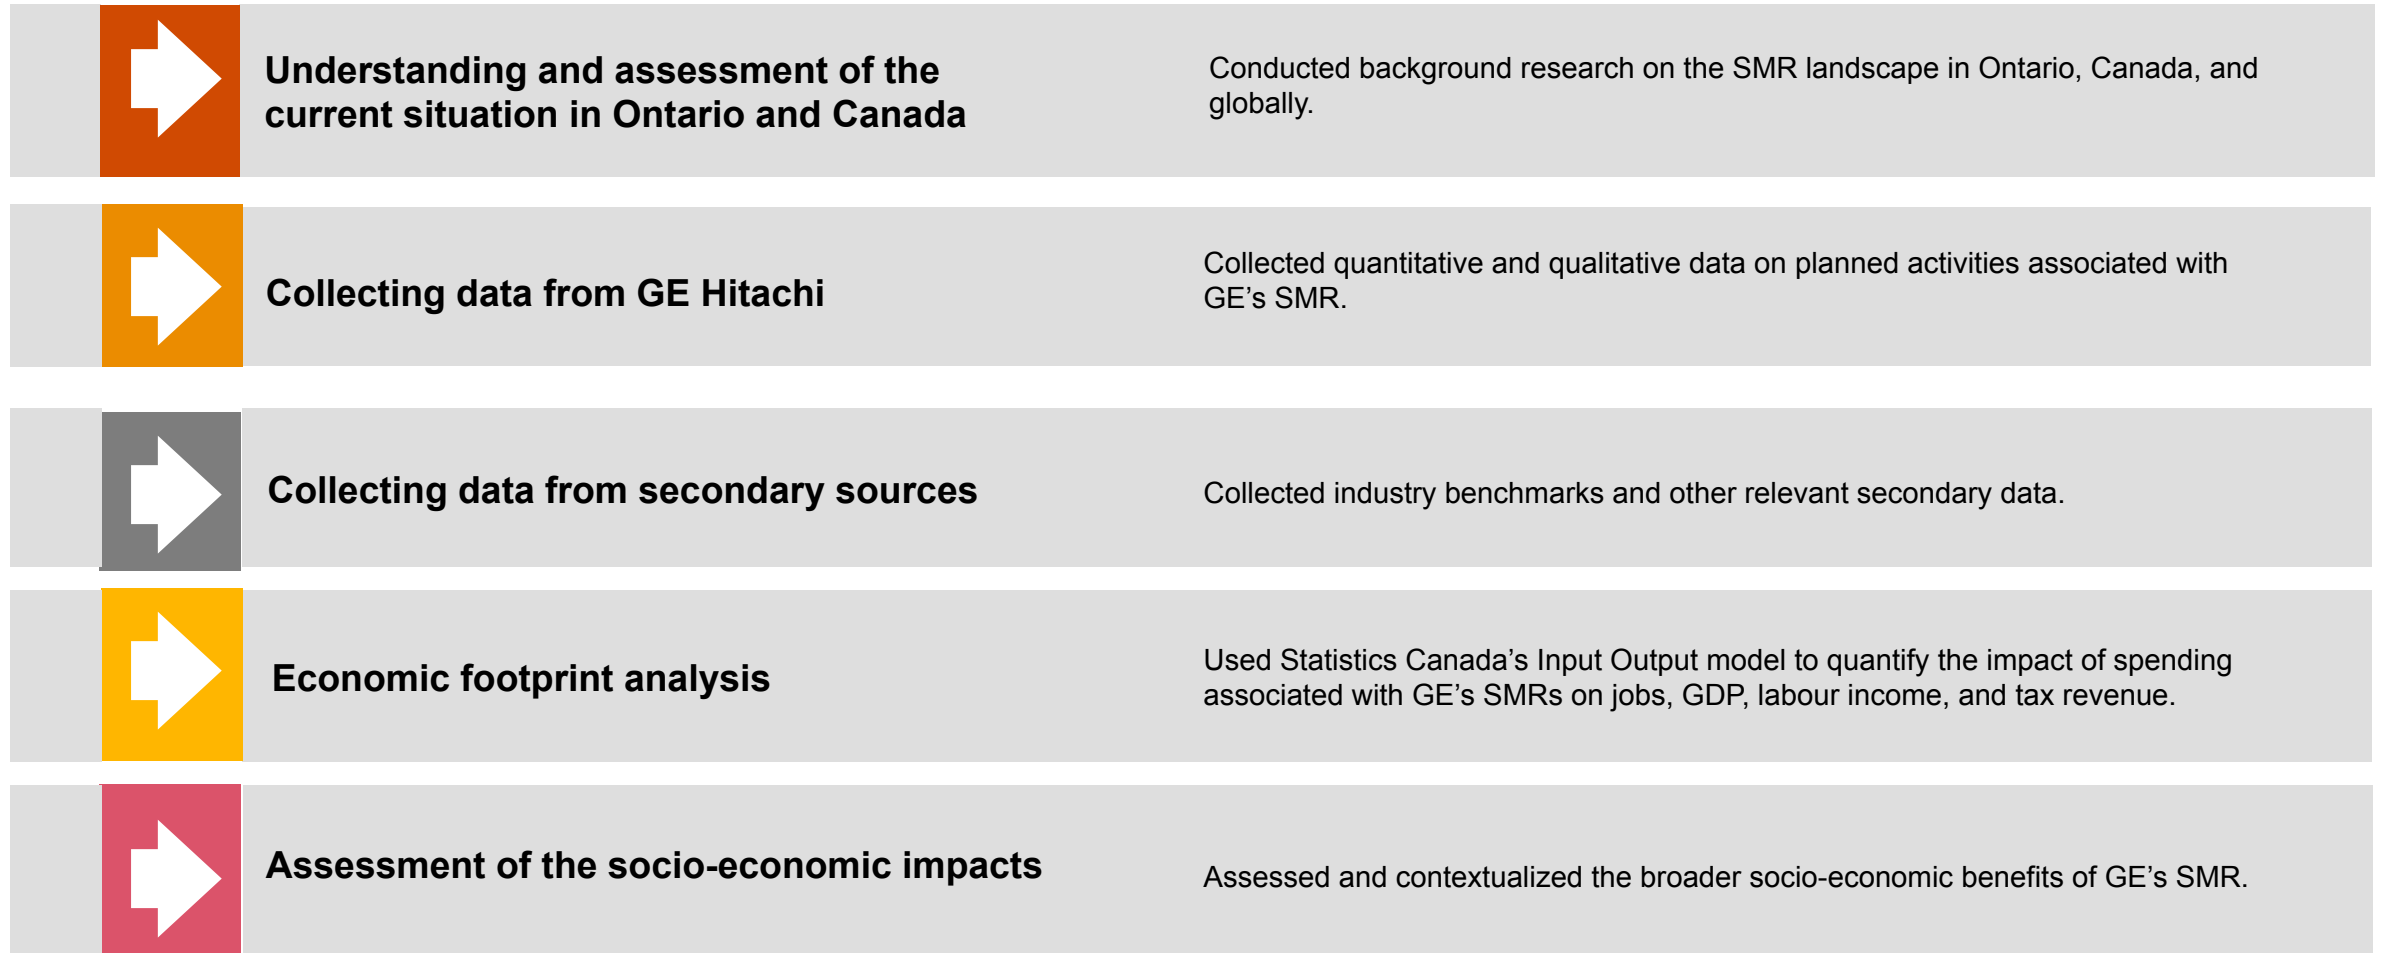 Understanding and assessment of the
current situation in Ontario and Canada
Conducted background research on the SMR landscape in Ontario, Canada, and
globally.
Collecting data from GE Hitachi
Collected quantitative and qualitative data on planned activities associated with
GE’s SMR.
Collecting data from secondary sources
Collected industry benchmarks and other relevant secondary data.
Economic footprint analysis
Used Statistics Canada’s Input Output model to quantify the impact of spending
associated with GE’s SMRs on jobs, GDP, labour income, and tax revenue.
Assessment of the socio-economic impacts
Assessed and contextualized the broader socio-economic benefits of GE’s SMR.